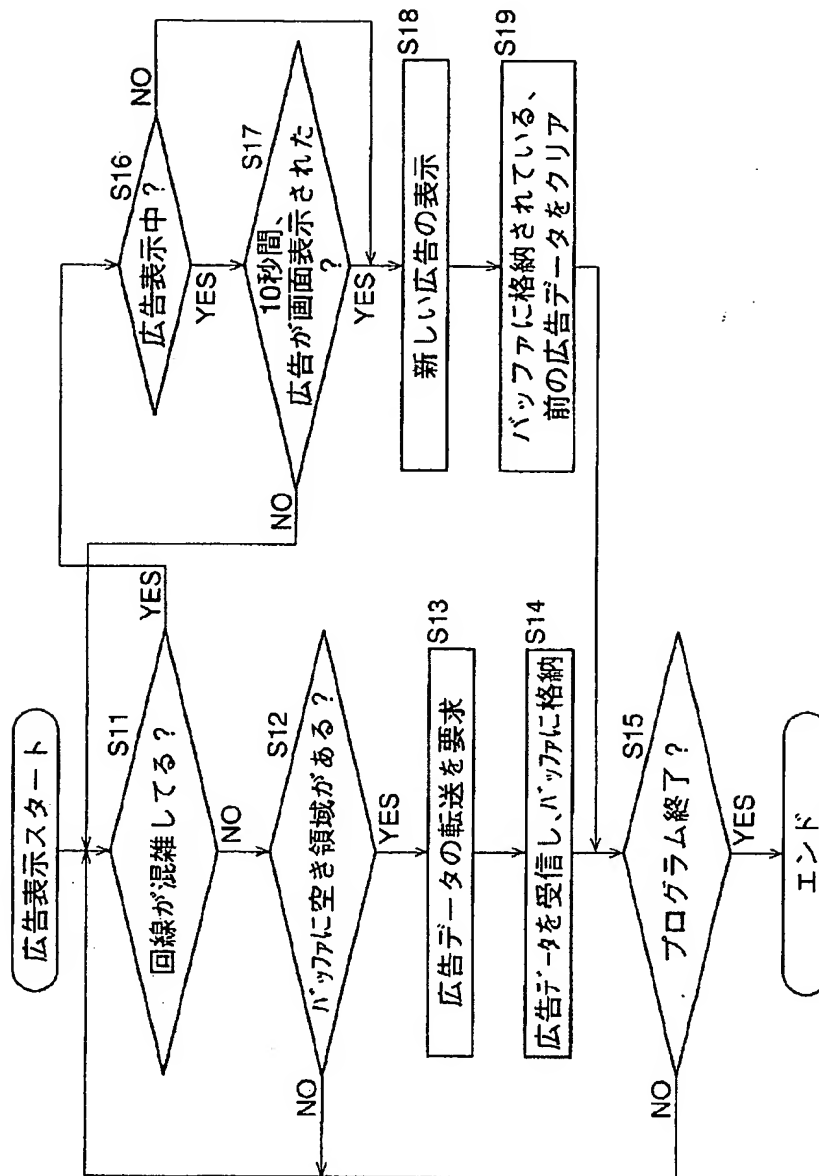 広告表示スタート
S11
回線が混雑してる？
YES
NO
S12
バッファに空き領域がある？
NO
YES
S13
広告データの転送を要求
S14
広告データを受信し、バッファに格納
S15
プログラム終了？
NO
YES
エンド
S16
広告表示中？
NO
YES
S17
10秒間、
広告が画面表示された
？
NO
YES
S18
新しい広告の表示
S19
バッファに格納されている、
前の広告データをクリア